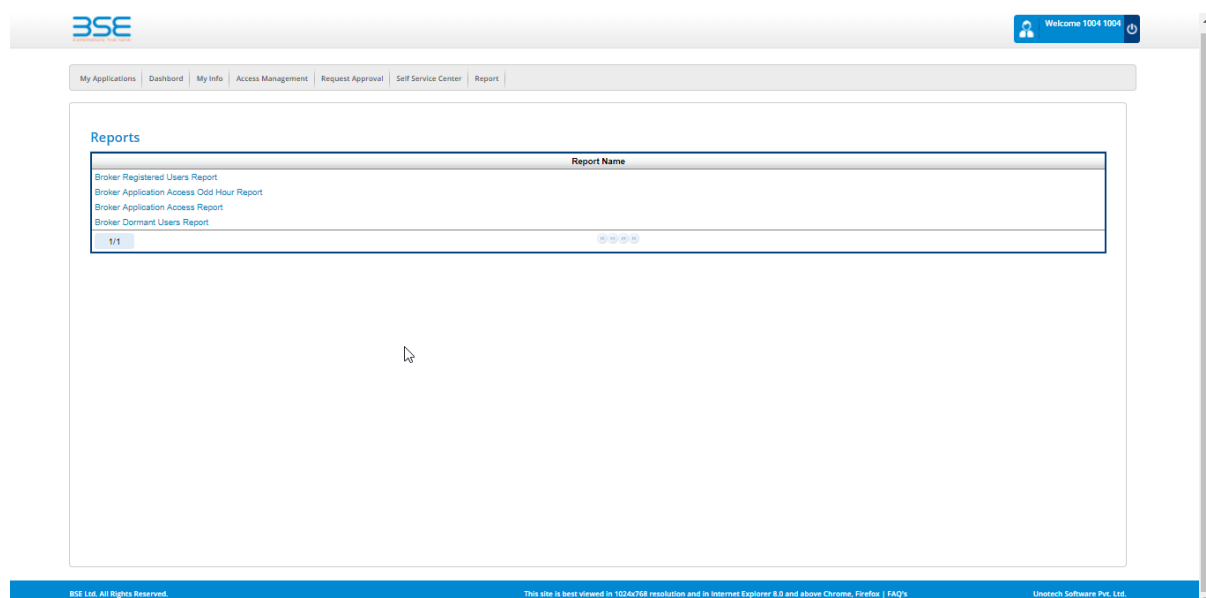 BSE
Welcome 1004 1004
My Applications Dashbord My Info Access Management Request Approval Self Service Center Report
Reports
Report Name
Broker Registered Users Report
Broker Application Access Odd Hour Report
Broker Application Access Report
Broker Dormant Users Report
1/1
BSE Ltd. All Rights Reserved. This site is best viewed in 1024x768 resolution and in Internet Explorer 8.0 and above Chrome, Firefox | FAQ's Unotech Software Pvt. Ltd.